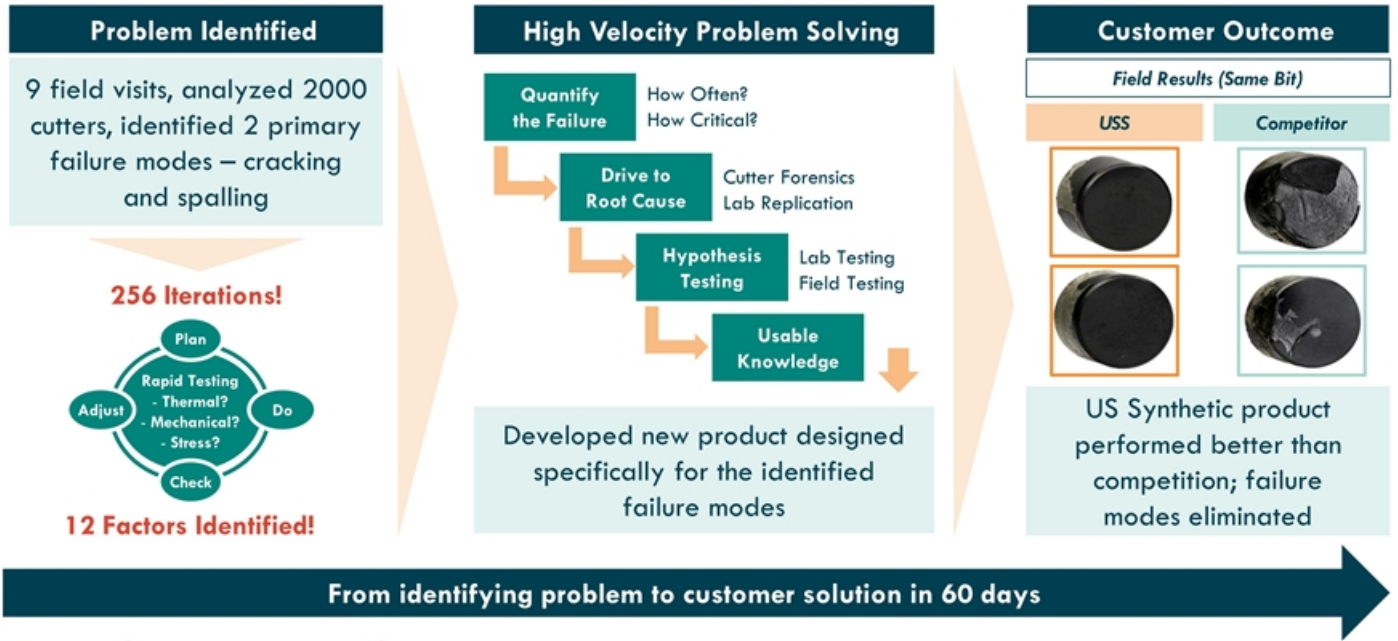 Problem Identified
9 field visits, analyzed 2000
cutters, identified 2 primary
failure modes – cracking
and spalling
256 Iterations!
Plan
Rapid Testing
- Thermal?
- Mechanical?
- Stress?
Adjust
Do
Check
12 Factors Identified!
High Velocity Problem Solving
Quantify
the Failure
How Often?
How Critical?
Drive to
Root Cause
Cutter Forensics
Lab Replication
Hypothesis
Testing
Lab Testing
Field Testing
Usable
Knowledge
Developed new product designed
specifically for the identified
failure modes
Customer Outcome
Field Results (Same Bit)
USS
Competitor
US Synthetic product
performed better than
competition; failure
modes eliminated
From identifying problem to customer solution in 60 days